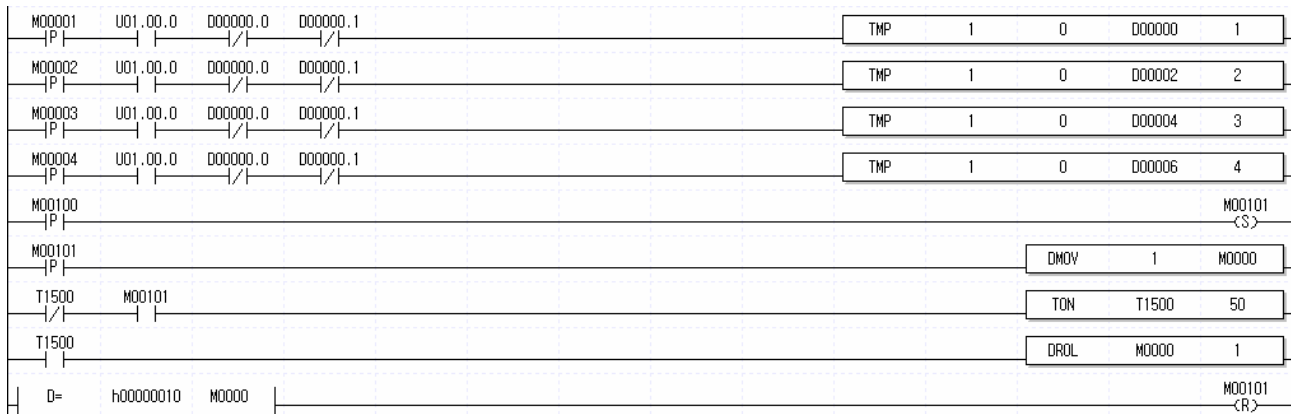 M00001 U01.00.0 D00000.0 D00000.1
P TMP 1 0 D00000 1
M00002 U01.00.0 D00000.0 D00000.1
P TMP 1 0 D00002 2
M00003 U01.00.0 D00000.0 D00000.1
P TMP 1 0 D00004 3
M00004 U01.00.0 D00000.0 D00000.1
P TMP 1 0 D00006 4
M00100 M00101
P (S)
M00101
P DMOV 1 M0000
T1500 M00101
TON T1500 50
T1500
DROL M0000 1
M00101
D= h00000010 M0000 (R)